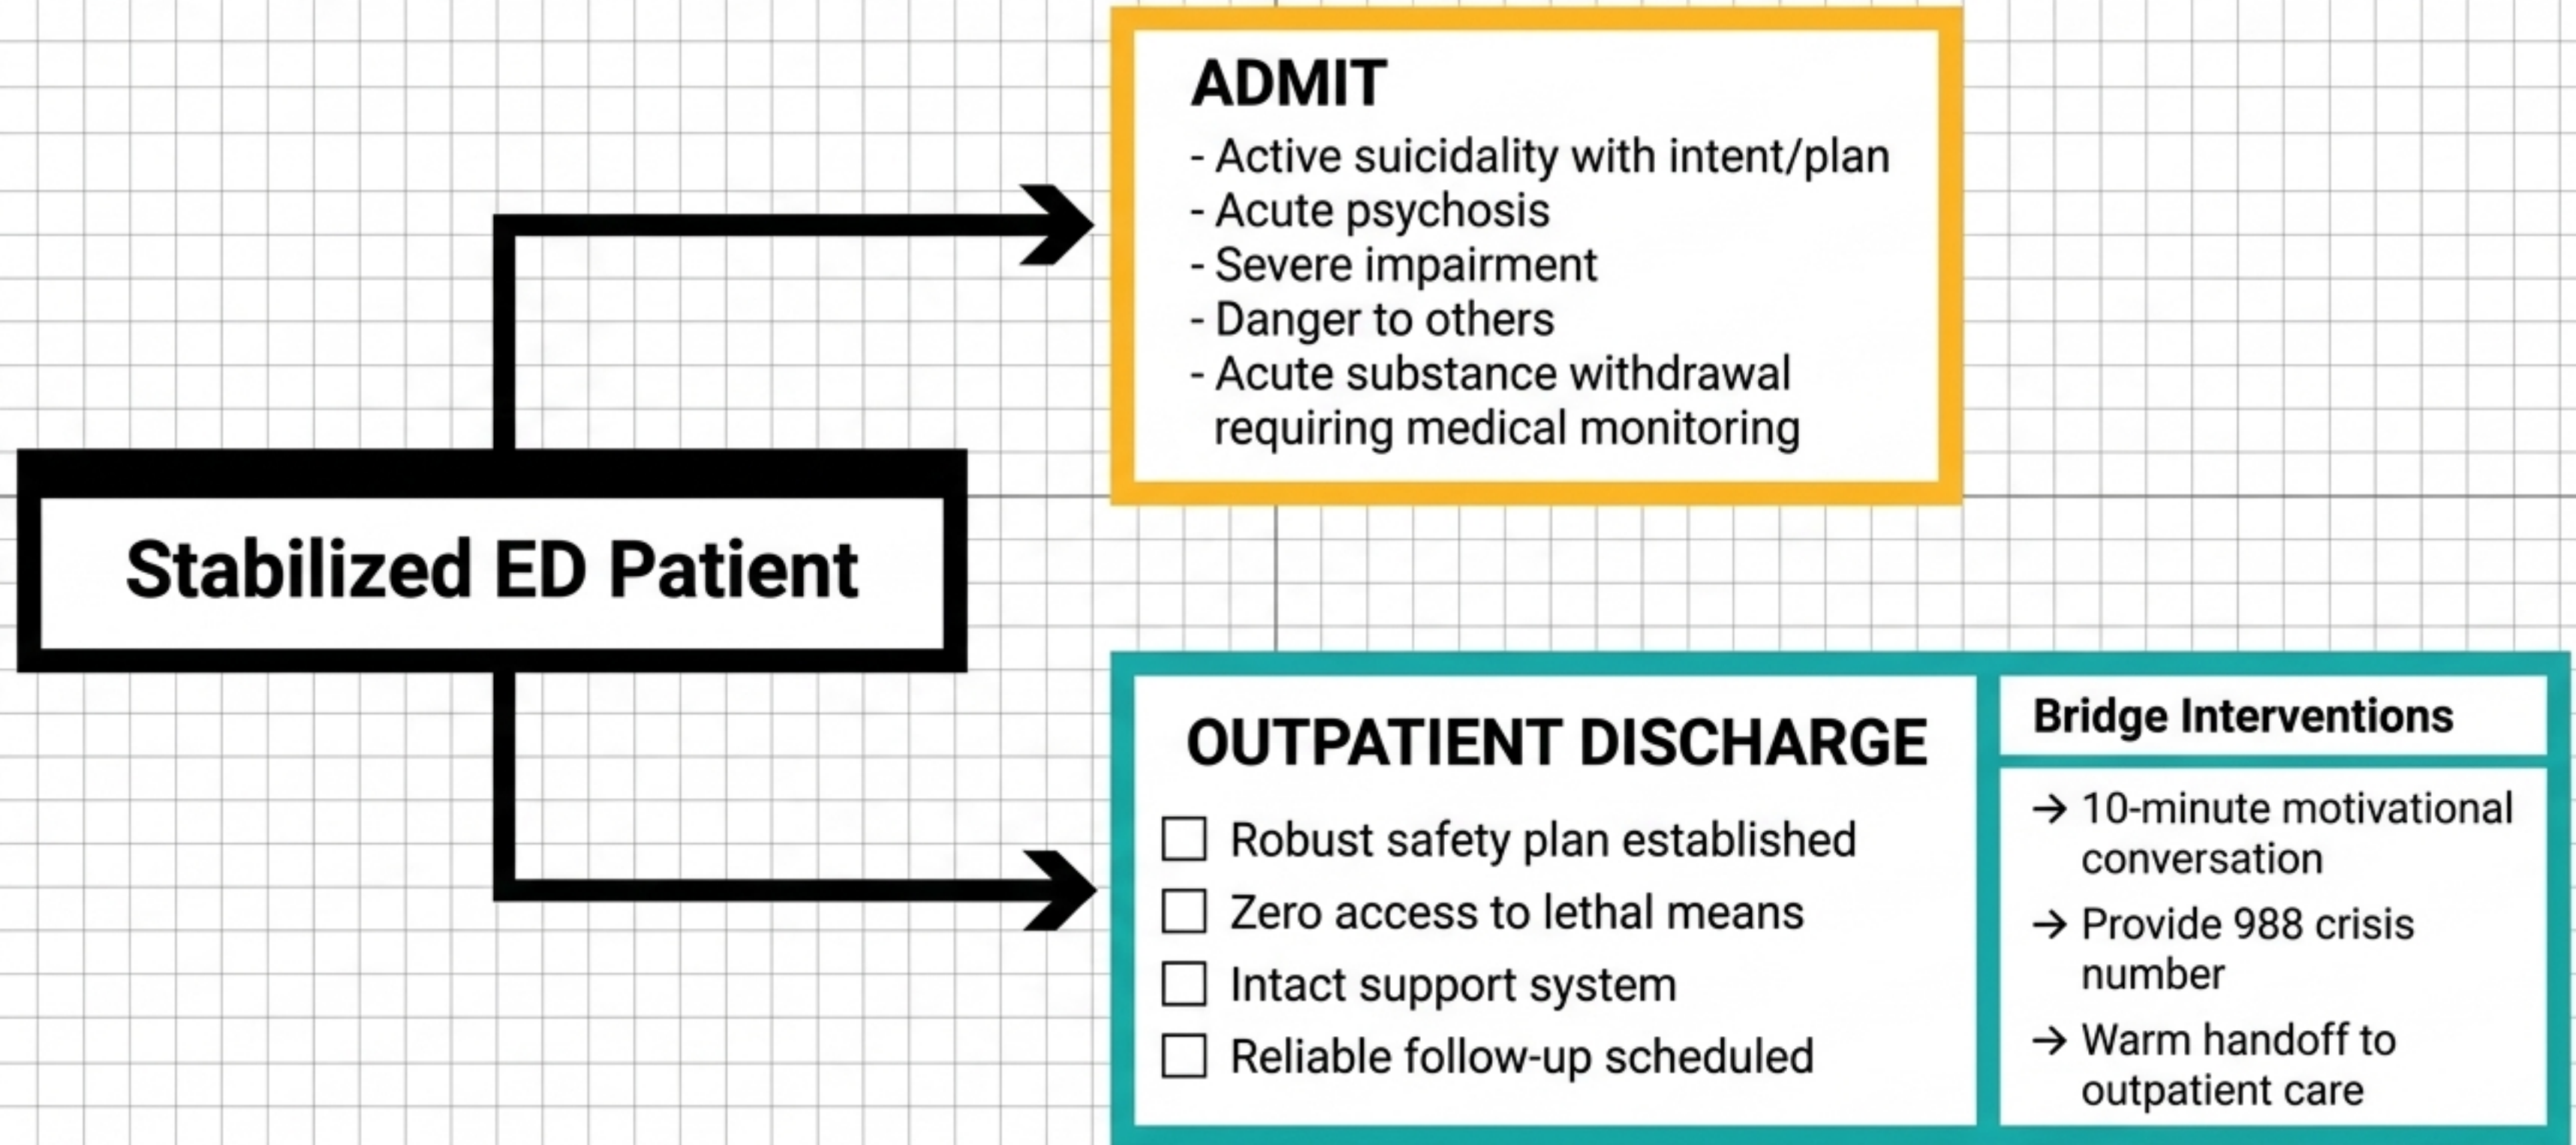 ADMIT
- Active suicidality with intent/plan
- Acute psychosis
- Severe impairment
- Danger to others
- Acute substance withdrawal
requiring medical monitoring
Stabilized ED Patient
OUTPATIENT DISCHARGE
☐ Robust safety plan established
☐ Zero access to lethal means
☐ Intact support system
☐ Reliable follow-up scheduled
Bridge Interventions
→ 10-minute motivational
conversation
→ Provide 988 crisis
number
→ Warm handoff to
outpatient care